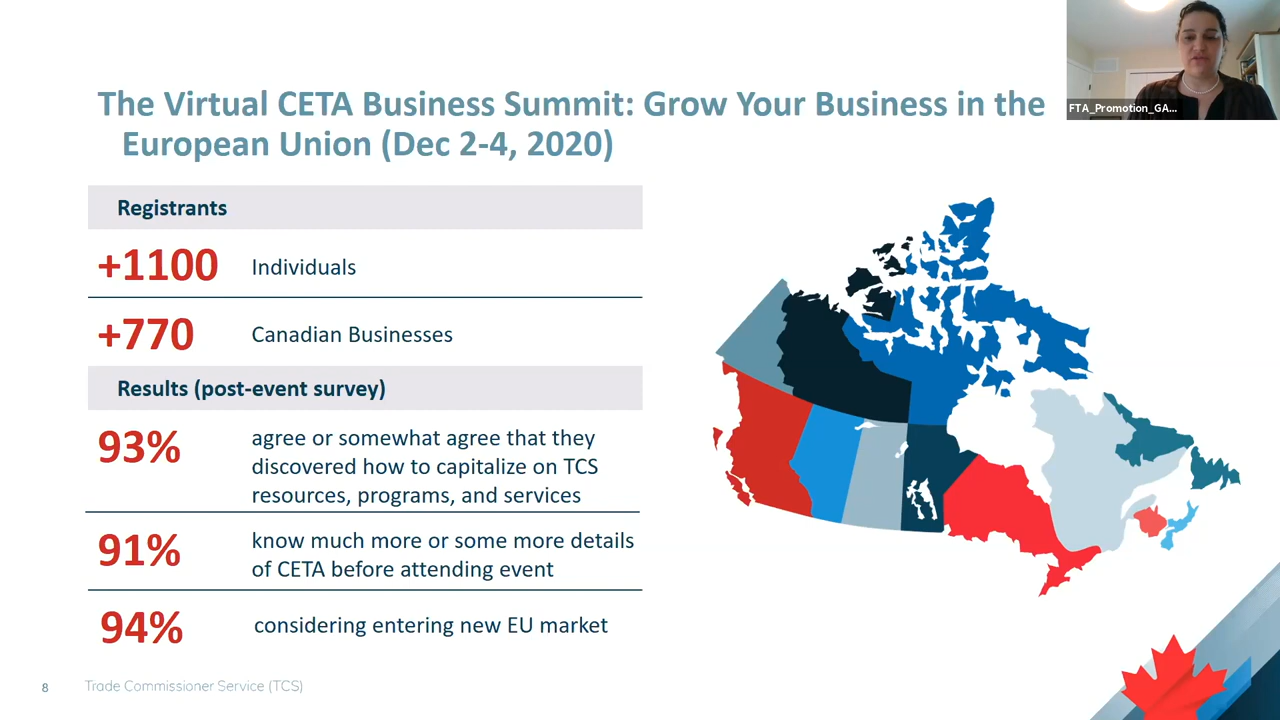 The Virtual CETA Business Summit: Grow Your Business in the
European Union (Dec 2-4, 2020)
FTA_Promotion_GA...
Registrants
+1100 Individuals
+770 Canadian Businesses
Results (post-event survey)
93% agree or somewhat agree that they
discovered how to capitalize on TCS
resources, programs, and services
91% know much more or some more details
of CETA before attending event
94% considering entering new EU market
8 Trade Commissioner Service (TCS)